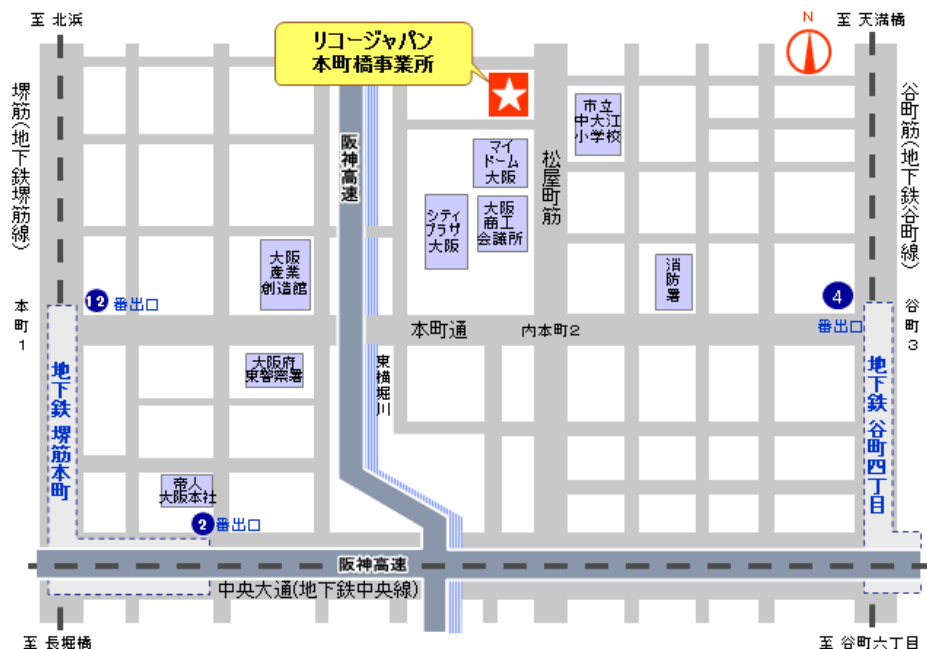 至 北浜
リコージャパン
本町橋事業所
N
至 天満橋
堺筋(地下鉄堺筋線)
阪神高速
市立
中大江
小学校
マイ
ドーム
大阪
松屋町筋
谷町筋(地下鉄谷町線)
シティ
プラザ
大阪
大阪
商工
会議所
大阪
産業
創造館
消防署
12 番出口
4
番出口
本町1
本町通
内本町2
谷町3
大阪府
東警察署
東横堀川
地下鉄 堺筋本町
地下鉄 谷町四丁目
帝人
大阪本社
2 番出口
阪神高速
中央大通(地下鉄中央線)
至 長堀橋
至 谷町六丁目